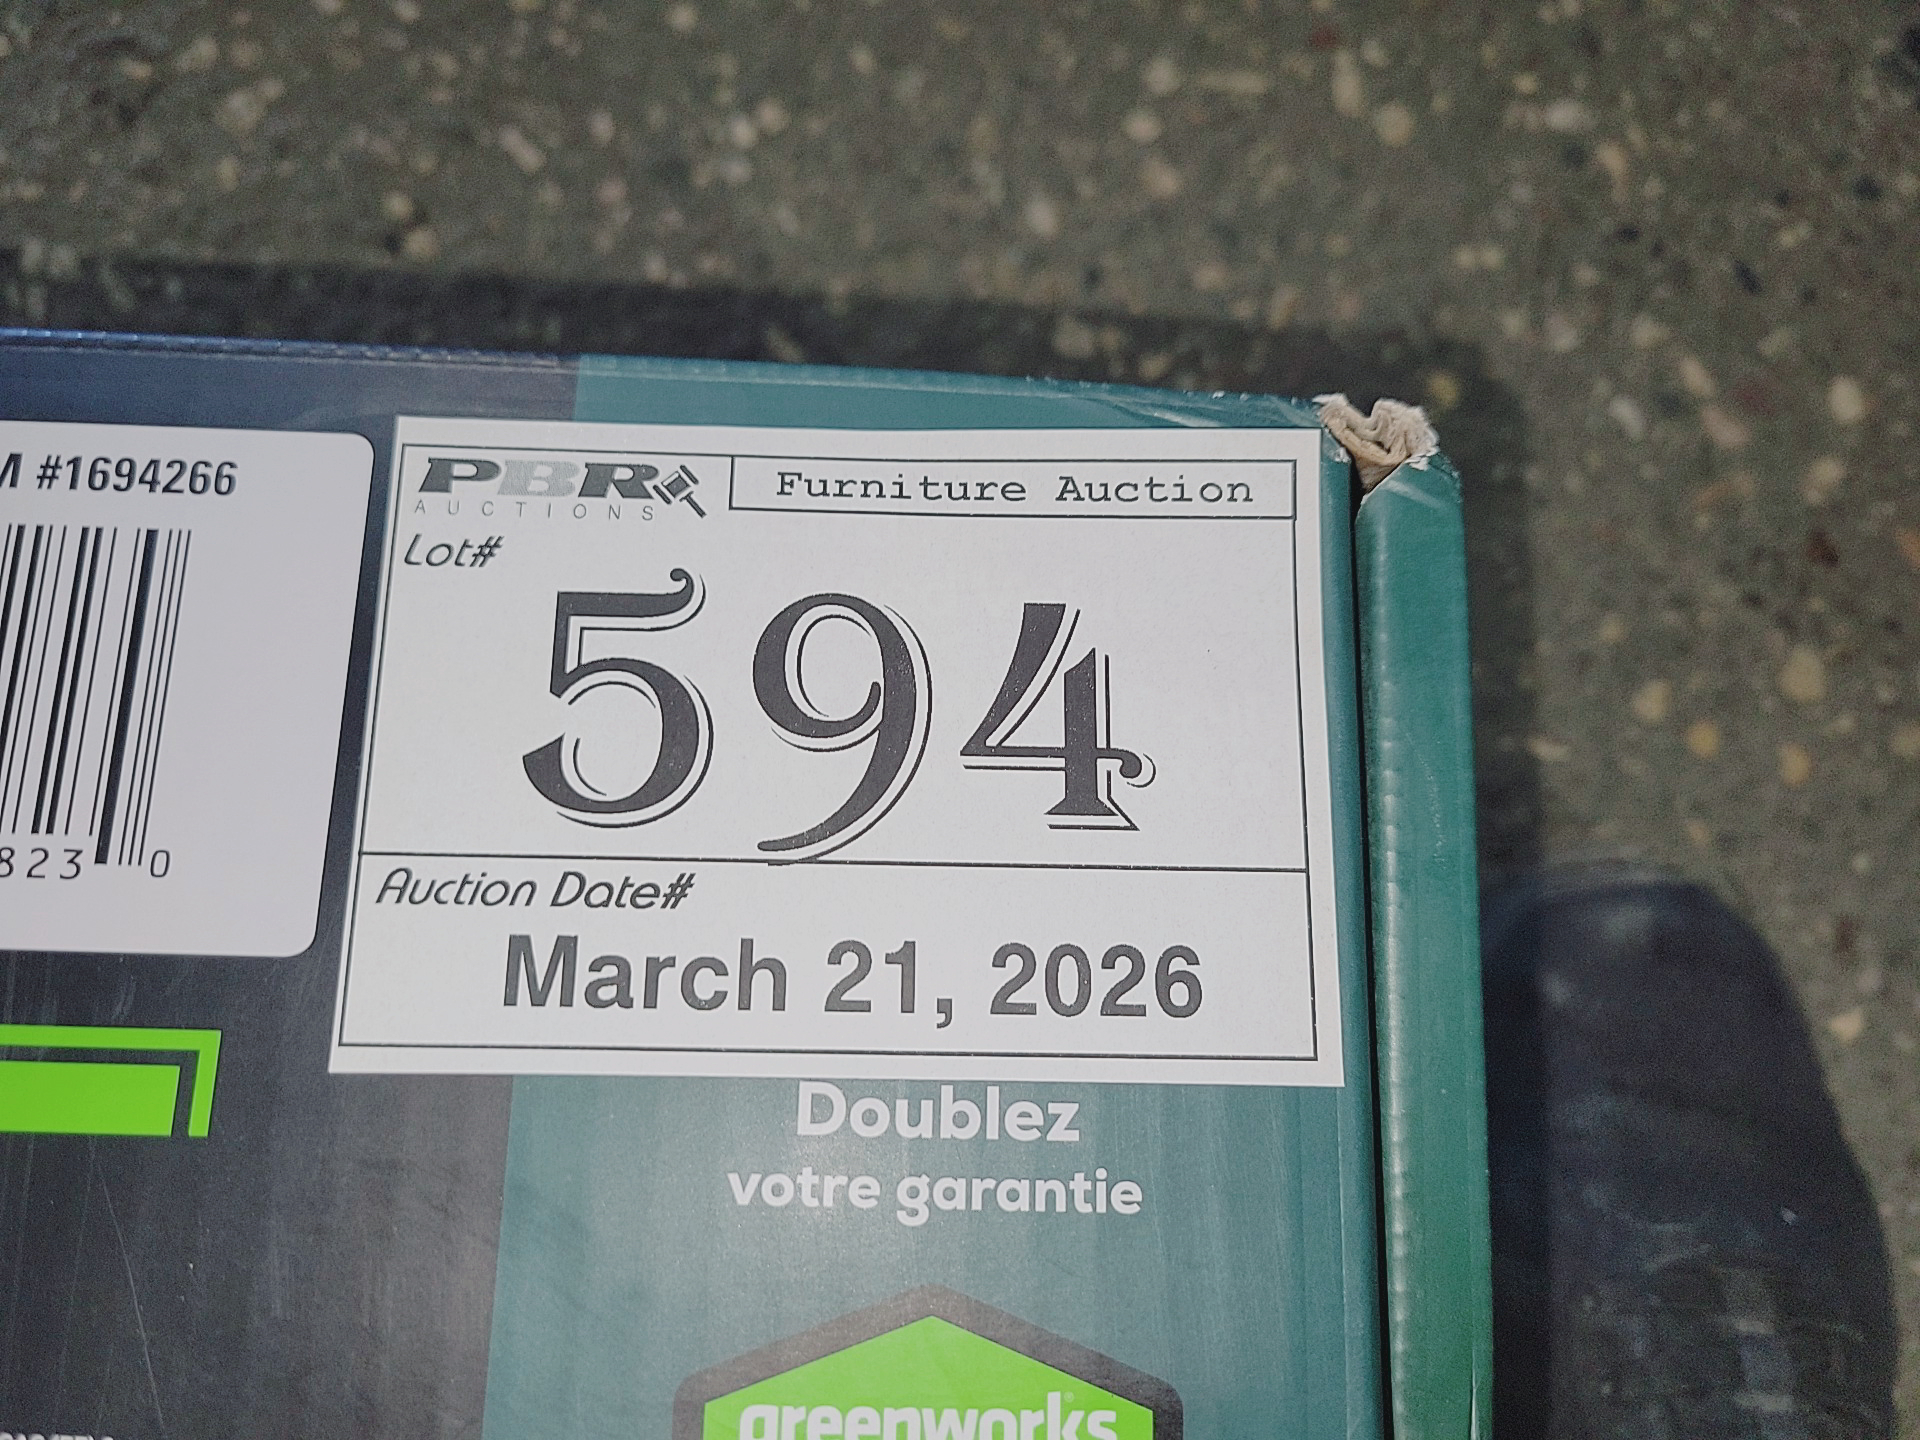 #1694266
823 0
PBR
AUCTIONS
Furniture Auction
Lot#
594
Auction Date#
March 21, 2026
Doublez
votre garantie
greenworks